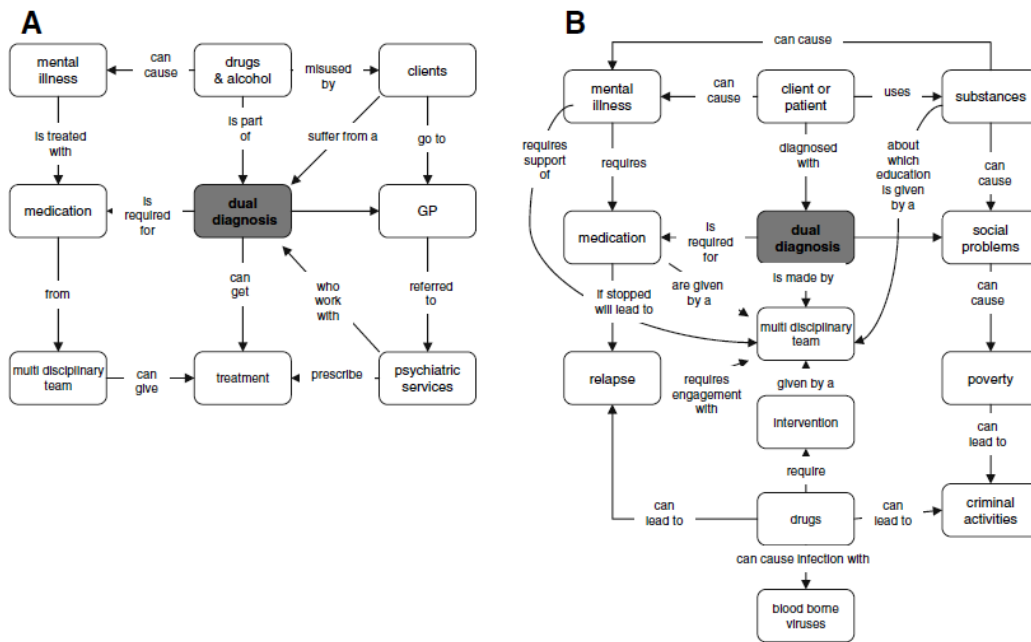 A
mental
illness
can
cause
drugs
& alcohol
misused
by
clients
is treated
with
is part
of
suffer from a
go to
medication
is
required
for
dual
diagnosis
GP
from
can
get
who
work
with
referred
to
multi disciplinary
team
can
give
treatment
prescribe
psychiatric
services
B
can cause
mental
illness
can
cause
client or
patient
uses
substances
requires
support
of
requires
diagnosed
with
about
which
education
is given
by a
can
cause
medication
Is
required
for
dual
diagnosis
social
problems
if stopped
will lead to
are given
by a
is made by
can
cause
multi disciplinary
team
relapse
requires
engagement
with
given by a
poverty
intervention
can
lead to
require
can
lead to
drugs
can
lead to
criminal
activities
can cause infection with
blood borne
viruses